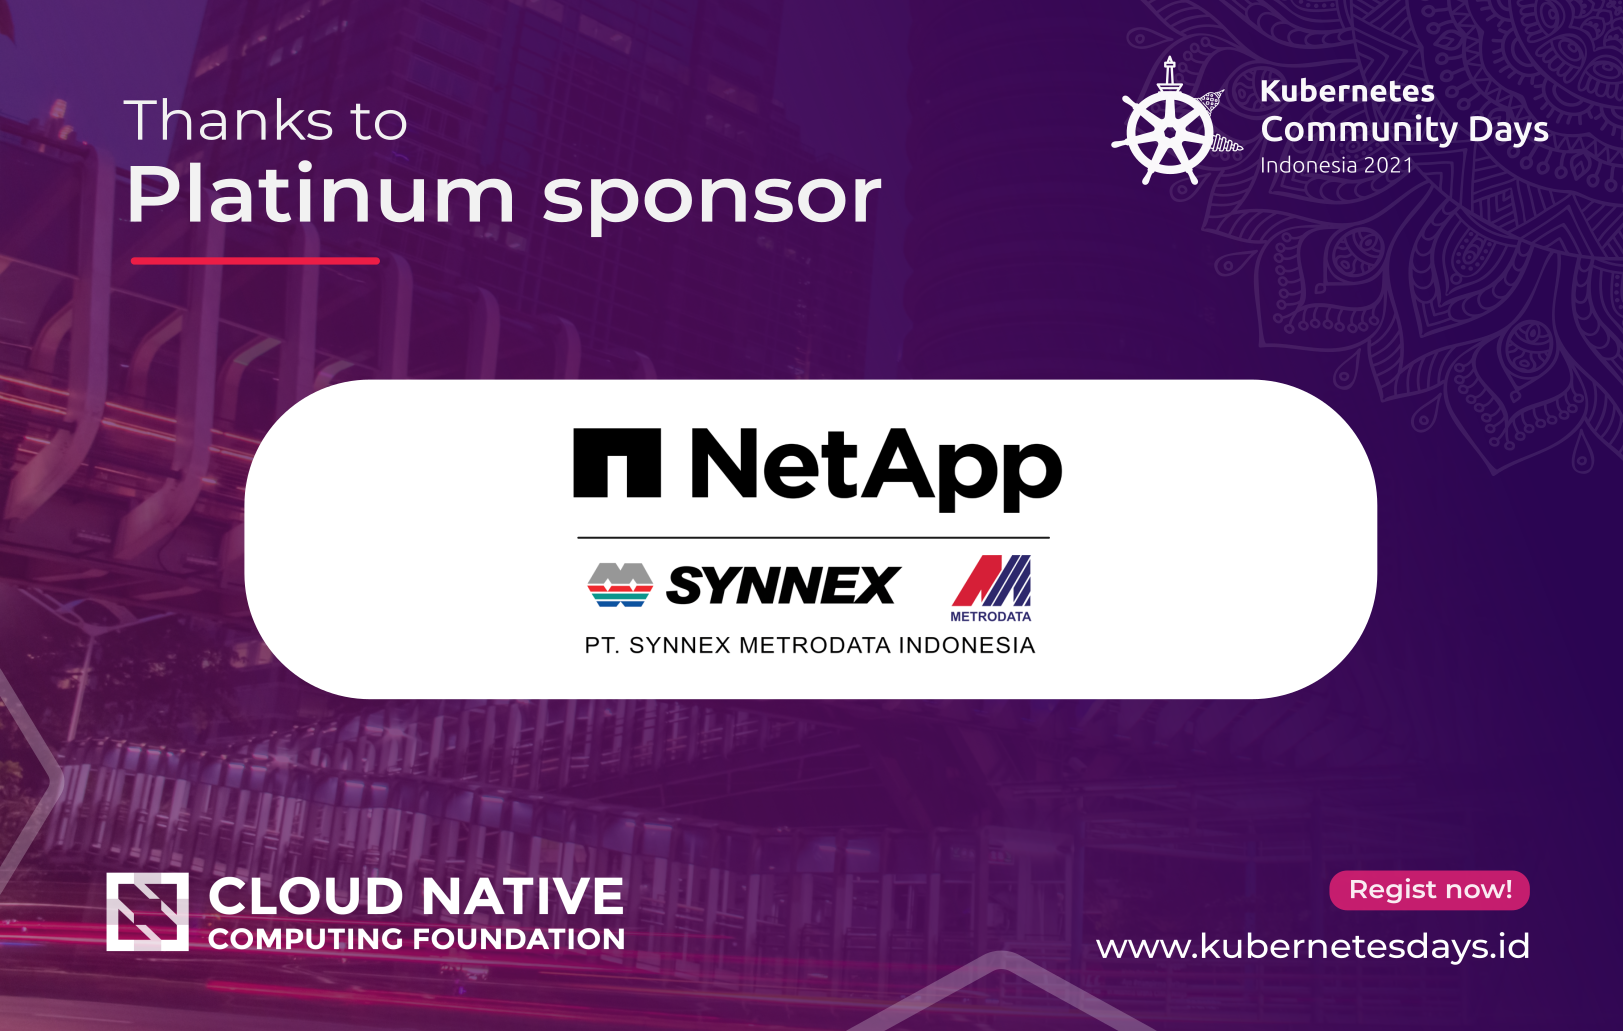 Thanks to
Platinum sponsor
Kubernetes
Community Days
Indonesia 2021
NetApp
SYNNEX
METRODATA
PT. SYNNEX METRODATA INDONESIA
CLOUD NATIVE
COMPUTING FOUNDATION
Regist now!
www.kubernetesdays.id